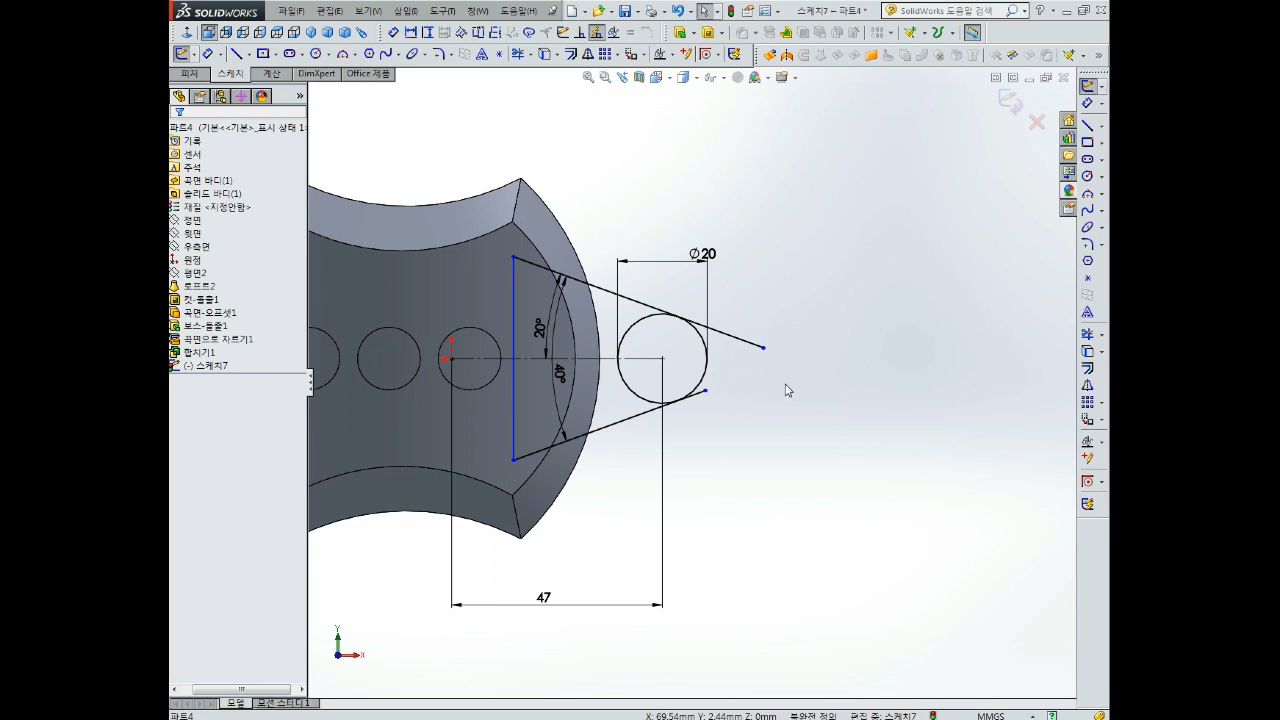 SOLIDWORKS 파일(F) 편집(E) 보기(V) 삽입(I) 도구(T) 창(W) 도움말(H) 스케치7 - 파트4 * SolidWorks 도움말 검색
피처 스케치 계산 DimXpert Office 제품
파트4 (기본<<기본>_표시 상태 1>
기록
센서
주석
곡면 바디(1)
솔리드 바디(1)
재질 <지정안함>
정면
윗면
우측면
원점
평면2
로프트2
컷-돌출1
곡면-오프셋1
보스-돌출1
곡면으로 자르기1
합치기1
(-) 스케치7
∅20
20°
40°
47
Y
X
모델 모션 스터디 1
파트4 X: 69.54mm Y: 2.44mm Z: 0mm 불완전 정의 편집 중: 스케치7 MMGS